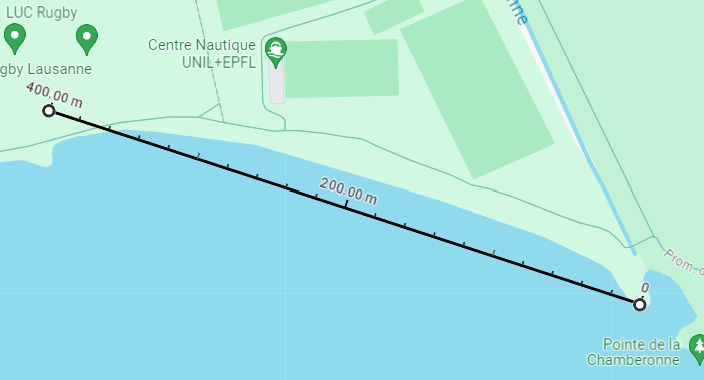 LUC Rugby
gby Lausanne
400.00 m
Centre Nautique
UNIL+EPFL
nne
200.00 m
Prom. d
0
Pointe de la
Chamberonne